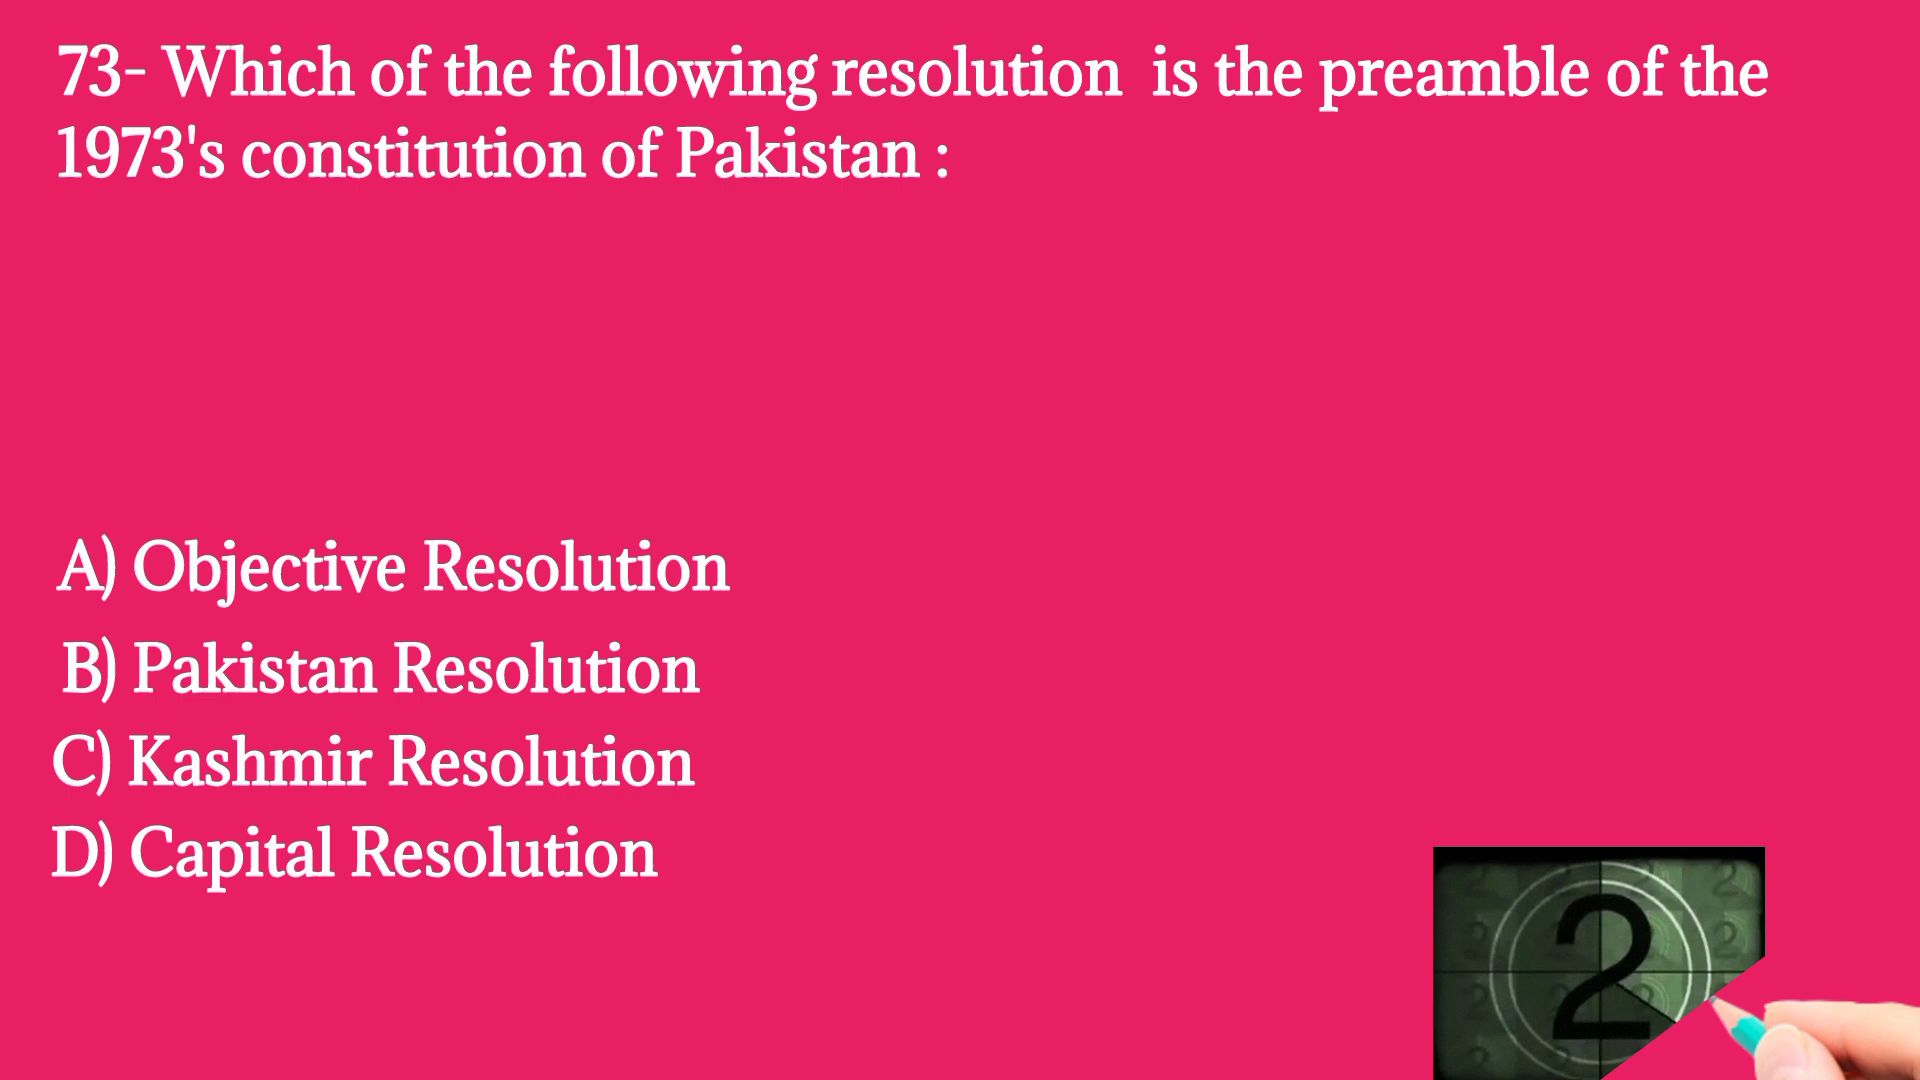 73- Which of the following resolution  is the preamble of the
1973's constitution of Pakistan :
A) Objective Resolution
B) Pakistan Resolution
C) Kashmir Resolution
D) Capital Resolution
2